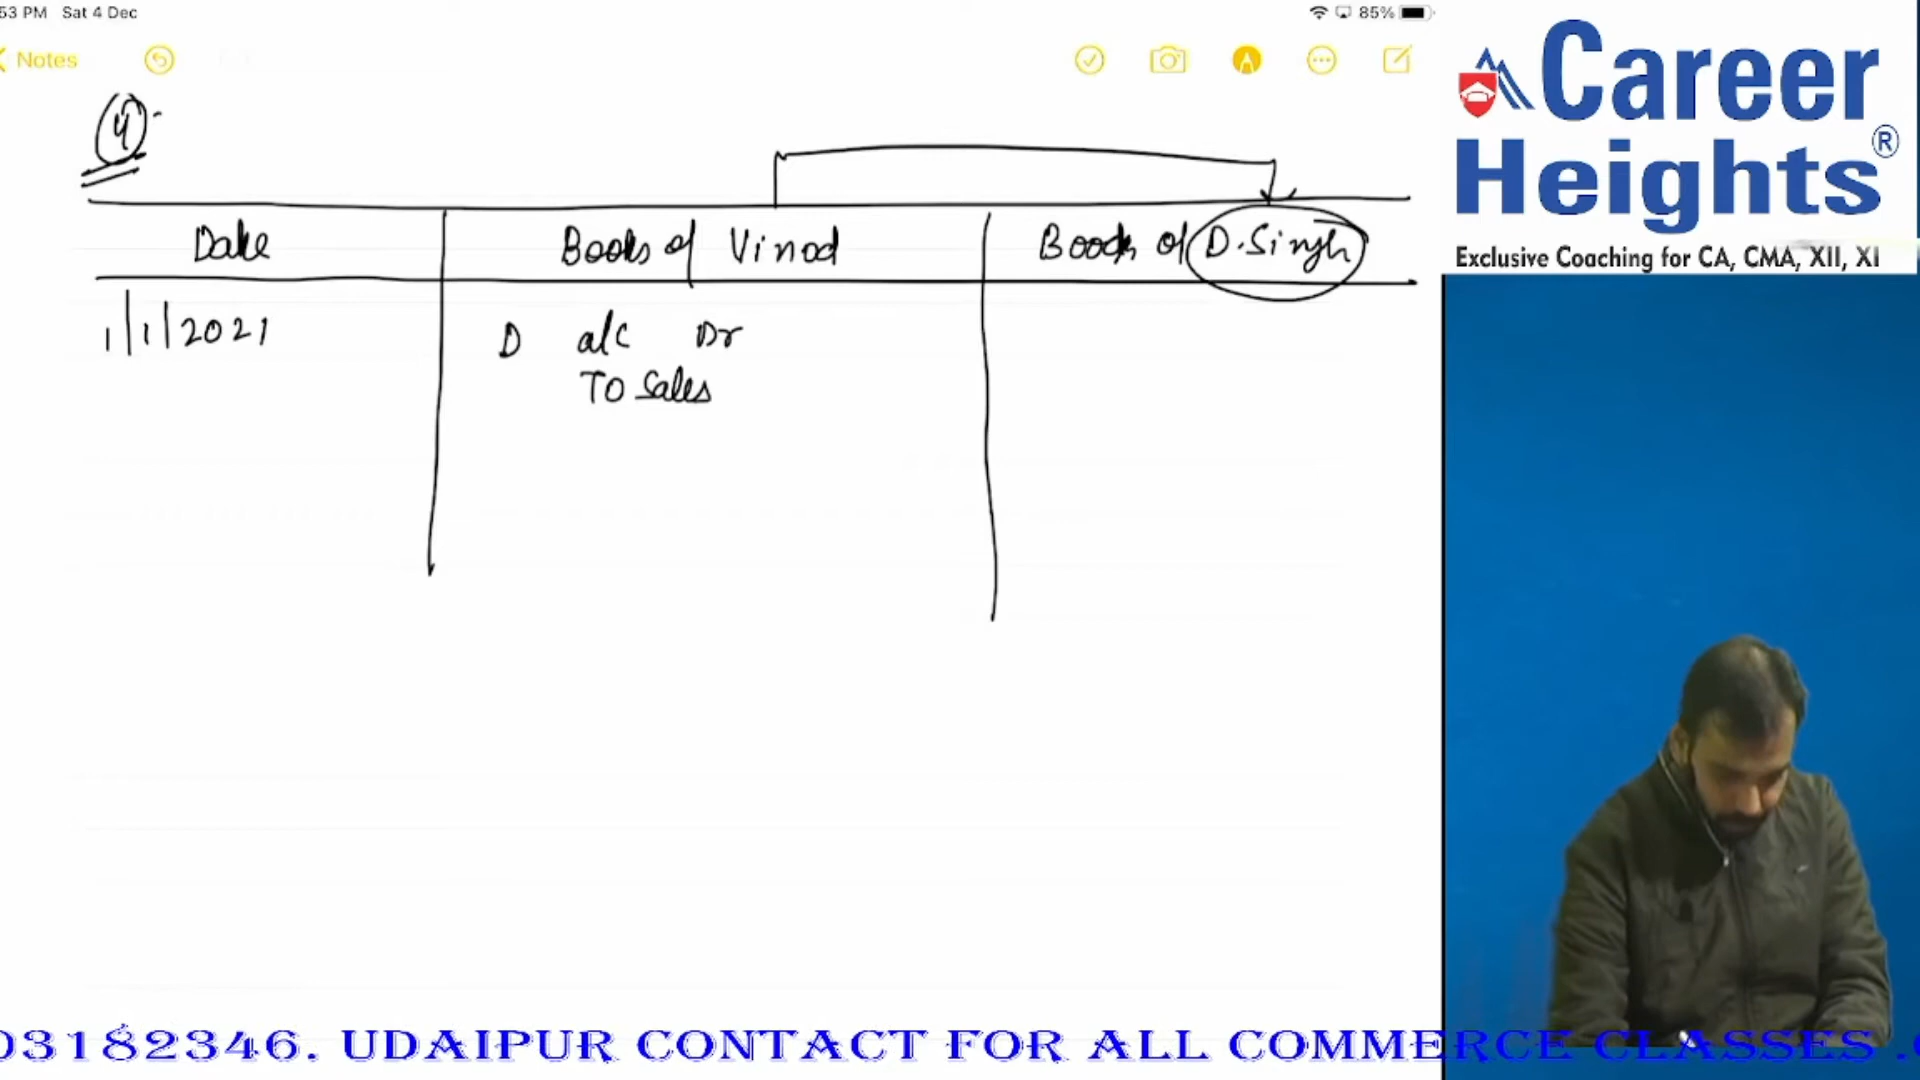 53 PM Sat 4 Dec
85%
Notes
4
Date Books of Vinod Books of D.Singh
1/1/2021 D a/c Dr
To Sales
Career
Heights®
Exclusive Coaching for CA, CMA, XII, XI
03182346. UDAIPUR CONTACT FOR ALL COMMERCE CLASSES .